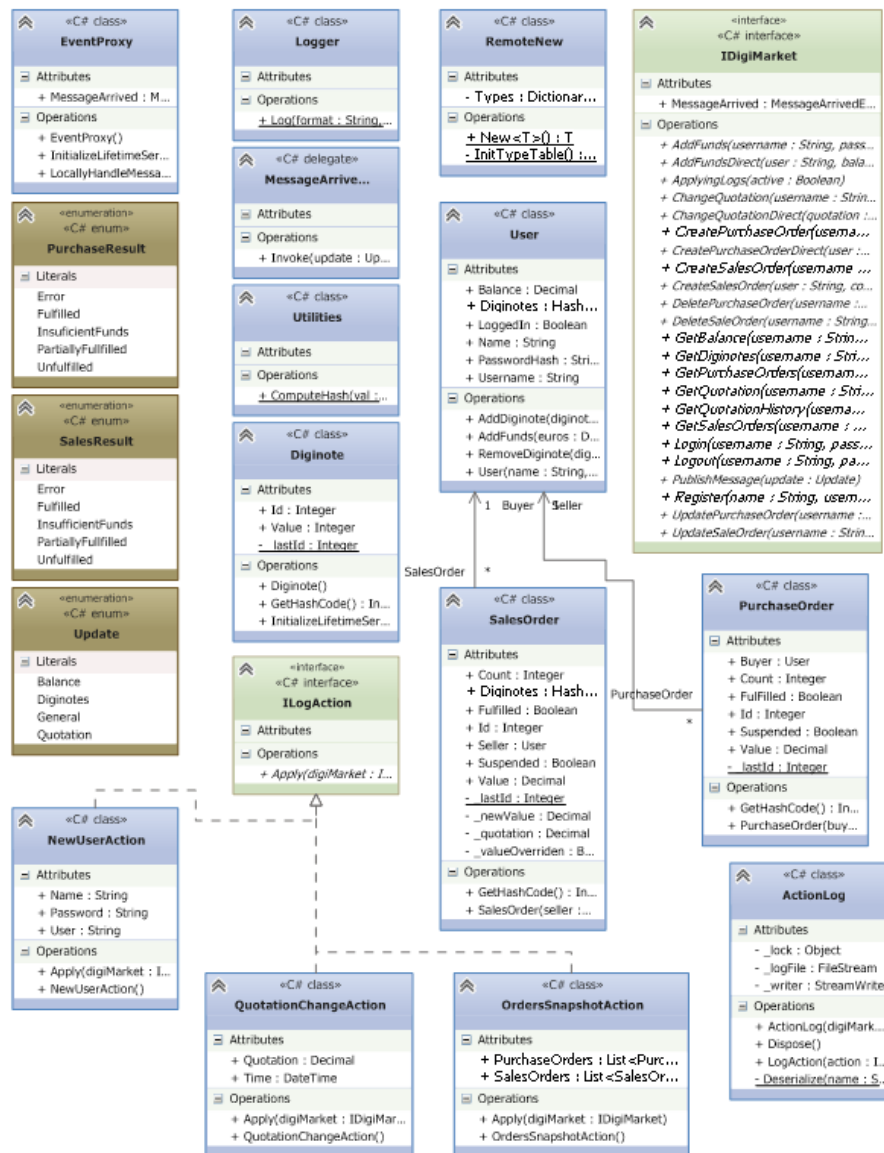 «C# class»
EventProxy
Attributes
+ MessageArrived : M...
Operations
+ EventProxy()
+ InitializeLifetimeSer...
+ LocallyHandleMessa...
«enumeration»
«C# enum»
PurchaseResult
Literals
Error
Fulfilled
InsuficientFunds
PartiallyFullfilled
Unfulfilled
«enumeration»
«C# enum»
SalesResult
Literals
Error
Fulfilled
InsufficientFunds
PartiallyFullfilled
Unfulfilled
«enumeration»
«C# enum»
Update
Literals
Balance
Diginotes
General
Quotation
«C# class»
NewUserAction
Attributes
+ Name : String
+ Password : String
+ User : String
Operations
+ Apply(digiMarket : I...
+ NewUserAction()
«C# class»
Logger
Attributes
Operations
+ Log(format : String,...
«C# delegate»
MessageArrive...
Attributes
Operations
+ Invoke(update : Up...
«C# class»
Utilities
Attributes
Operations
+ ComputeHash(val :...
«C# class»
Diginote
Attributes
+ Id : Integer
+ Value : Integer
- _lastId : Integer
Operations
+ Diginote()
+ GetHashCode() : In...
+ InitializeLifetimeSer...
«interface»
«C# interface»
ILogAction
Attributes
Operations
+ Apply(digiMarket : I...
«C# class»
QuotationChangeAction
Attributes
+ Quotation : Decimal
+ Time : DateTime
Operations
+ Apply(digiMarket : IDigiMar...
+ QuotationChangeAction()
«C# class»
RemoteNew
Attributes
- Types : Dictionar...
Operations
+ New<T>() : T
- InitTypeTable() :...
«C# class»
User
Attributes
+ Balance : Decimal
+ Diginotes : Hash...
+ LoggedIn : Boolean
+ Name : String
+ PasswordHash : Stri...
+ Username : String
Operations
+ AddDiginote(diginot...
+ AddFunds(euros : D...
+ RemoveDiginote(dig...
+ User(name : String,...
1 Buyer 1 Seller
SalesOrder *
«C# class»
SalesOrder
Attributes
+ Count : Integer
+ Diginotes : Hash...
+ Fulfilled : Boolean
+ Id : Integer
+ Seller : User
+ Suspended : Boolean
+ Value : Decimal
- _lastId : Integer
- _newValue : Decimal
- _quotation : Decimal
- _valueOverriden : B...
Operations
+ GetHashCode() : In...
+ SalesOrder(seller :...
PurchaseOrder *
«C# class»
OrdersSnapshotAction
Attributes
+ PurchaseOrders : List<Purc...
+ SalesOrders : List<SalesOr...
Operations
+ Apply(digiMarket : IDigiMarket)
+ OrdersSnapshotAction()
«interface»
«C# interface»
IDigiMarket
Attributes
+ MessageArrived : MessageArrivedE...
Operations
+ AddFunds(username : String, pass...
+ AddFundsDirect(user : String, bala...
+ ApplyingLogs(active : Boolean)
+ ChangeQuotation(username : Strin...
+ ChangeQuotationDirect(quotation :...
+ CreatePurchaseOrder(userna...
+ CreatePurchaseOrderDirect(user :...
+ CreateSalesOrder(username ...
+ CreateSalesOrder(user : String, co...
+ DeletePurchaseOrder(username :...
+ DeleteSaleOrder(username : String...
+ GetBalance(username : Strin...
+ GetDiginotes(username : Stri...
+ GetPurchaseOrders(usernam...
+ GetQuotation(username : Stri...
+ GetQuotationHistory(userna...
+ GetSalesOrders(username : ...
+ Login(username : String, pass...
+ Logout(username : String, pa...
+ PublishMessage(update : Update)
+ Register(name : String, usern...
+ UpdatePurchaseOrder(username :...
+ UpdateSaleOrder(username : Strin...
«C# class»
PurchaseOrder
Attributes
+ Buyer : User
+ Count : Integer
+ FulFilled : Boolean
+ Id : Integer
+ Suspended : Boolean
+ Value : Decimal
- _lastId : Integer
Operations
+ GetHashCode() : In...
+ PurchaseOrder(buy...
«C# class»
ActionLog
Attributes
- _lock : Object
- _logFile : FileStream
- _writer : StreamWrite
Operations
+ ActionLog(digiMark...
+ Dispose()
+ LogAction(action : I...
- Deserialize(name : S...